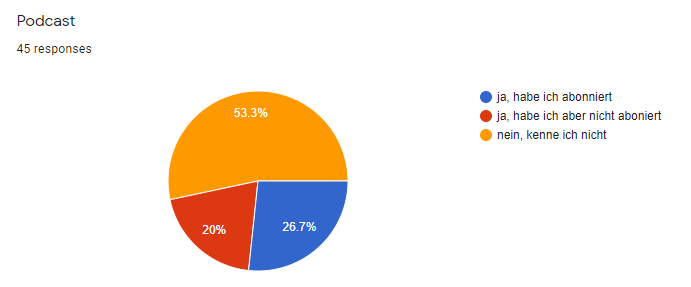 Podcast
45 responses
53.3%
20%
26.7%
ja, habe ich abonniert
ja, habe ich aber nicht aboniert
nein, kenne ich nicht